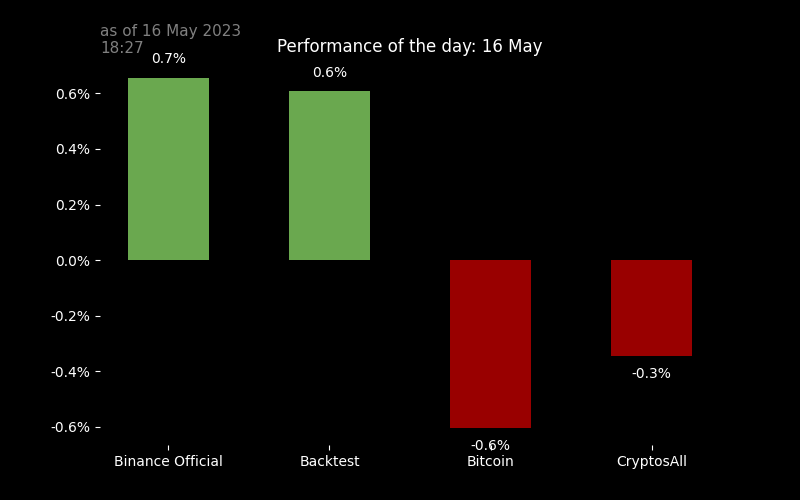 as of 16 May 2023
18:27
Performance of the day: 16 May
0.7%
0.6%
0.6%
0.4%
0.2%
0.0%
-0.2%
-0.4%
-0.6%
-0.3%
-0.6%
Binance Official
Backtest
Bitcoin
CryptosAll